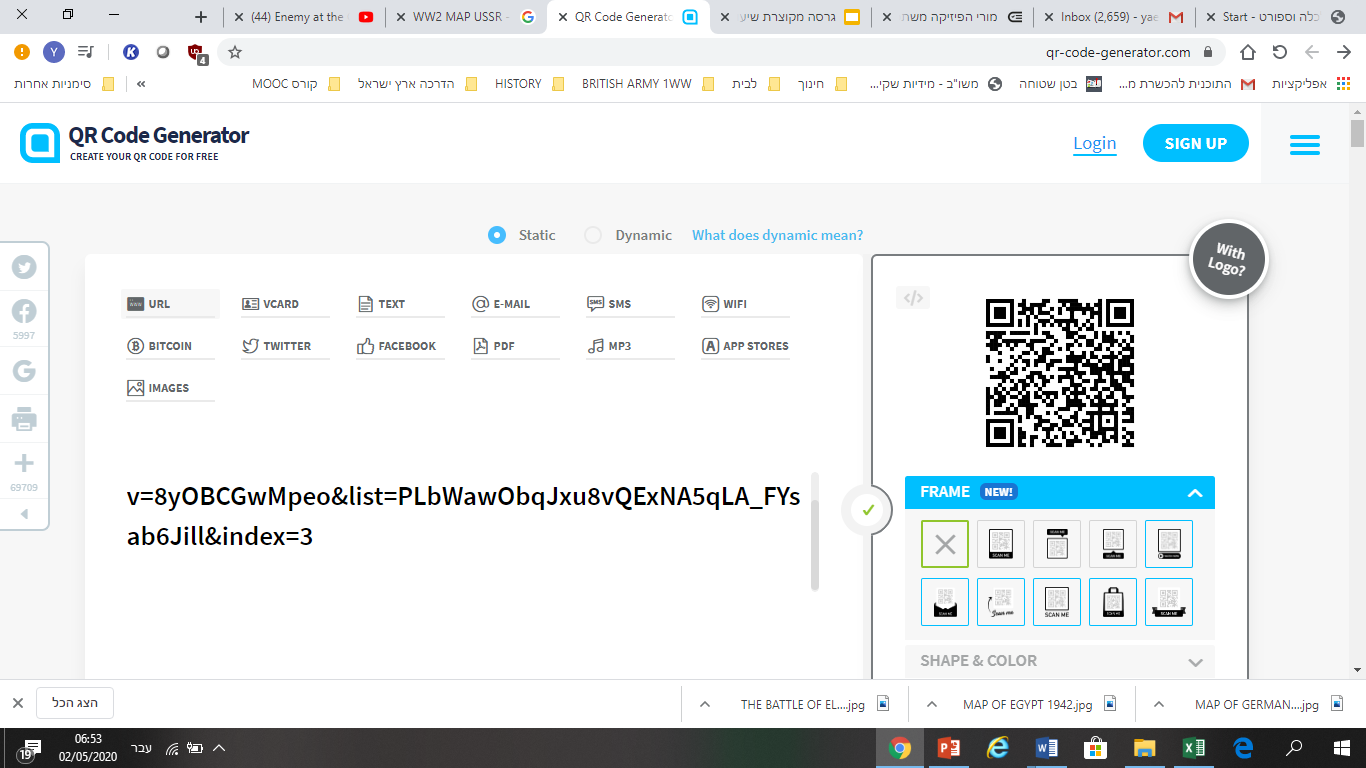 (44) Enemy at the
WW2 MAP USSR -
QR Code Generato
גרסה מקוצרת שיע
מורי הפיזיקה משת
Inbox (2,659) - yae
Start - כלה וספורט
4
Y
qr-code-generator.com
אפליקציות
התוכנית להכשרת מ...
בטן שטוחה
משו"ב - מידיות שקי...
חינוך
לבית
BRITISH ARMY 1WW
HISTORY
הדרכה ארץ ישראל
קורס MOOC
«
סימניות אחרות
QR Code Generator
CREATE YOUR QR CODE FOR FREE
Login
SIGN UP
Static
Dynamic
What does dynamic mean?
With
Logo?
5997
69709
URL
VCARD
TEXT
E-MAIL
SMS
WIFI
BITCOIN
TWITTER
FACEBOOK
PDF
MP3
APP STORES
IMAGES
v=8yOBCGwMpeo&list=PLbWawObqJxu8vQExNA5qLA_FYs
ab6Jill&index=3
FRAME NEW!
SHAPE & COLOR
הצג הכל
THE BATTLE OF EL....jpg
MAP OF EGYPT 1942.jpg
MAP OF GERMAN....jpg
19
06:53
02/05/2020
עבר